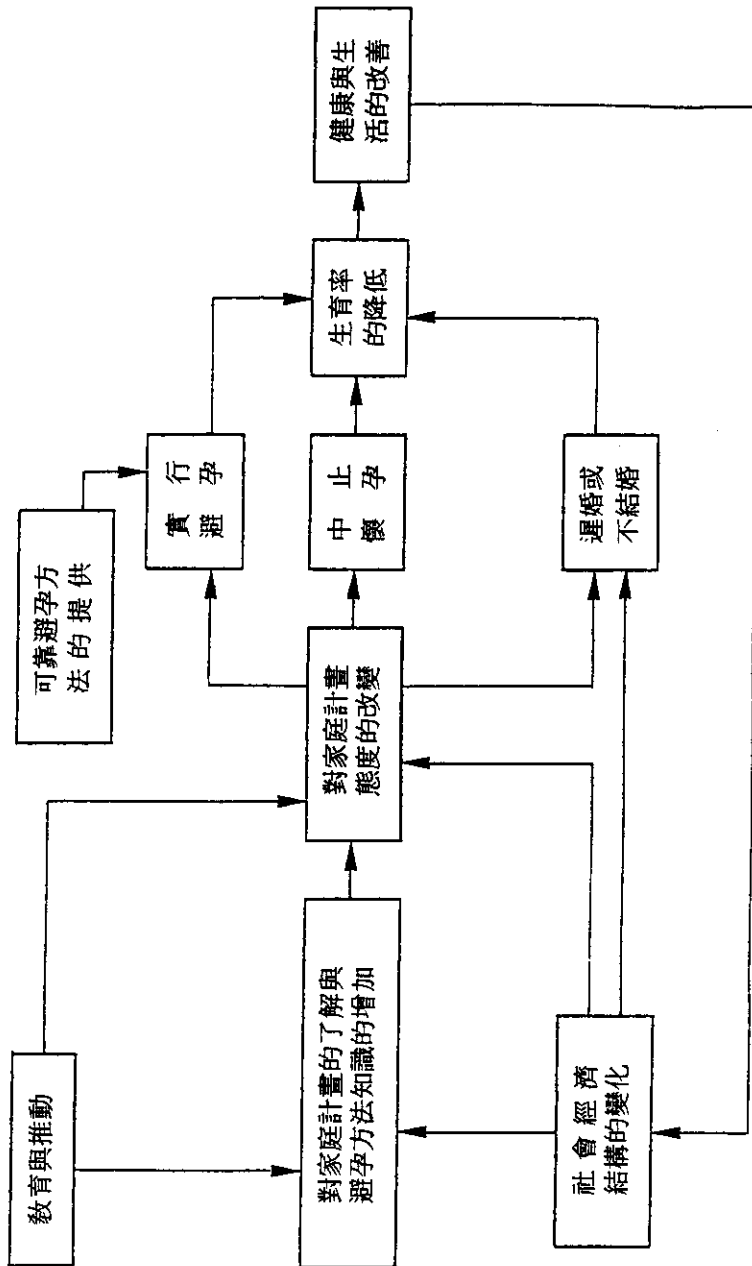 教育與推動
對家庭計畫的了解與
避孕方法知識的增加
社會經濟
結構的變化
對家庭計畫
態度的改變
可靠避孕方
法的提供
實行
避孕
中止
懷孕
遲婚或
不結婚
生育率
的降低
健康與生
活的改善